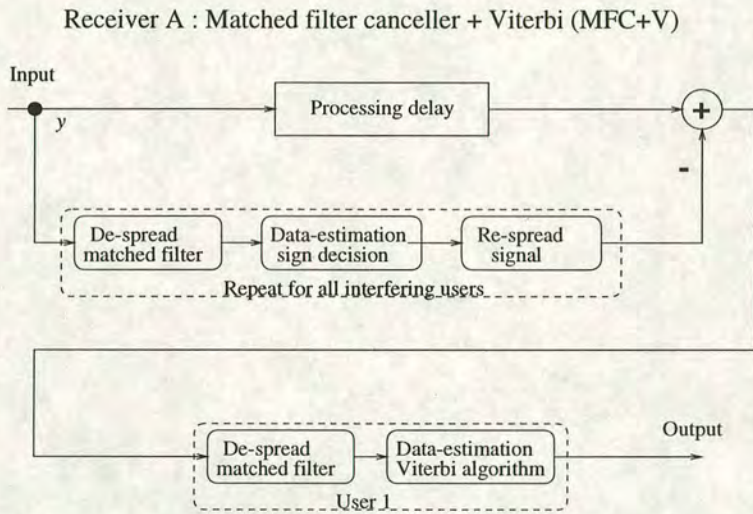 Receiver A : Matched filter canceller + Viterbi (MFC+V)
Input
y
Processing delay
+
-
De-spread
matched filter
Data-estimation
sign decision
Re-spread
signal
Repeat for all interfering users
De-spread
matched filter
Data-estimation
Viterbi algorithm
Output
User 1